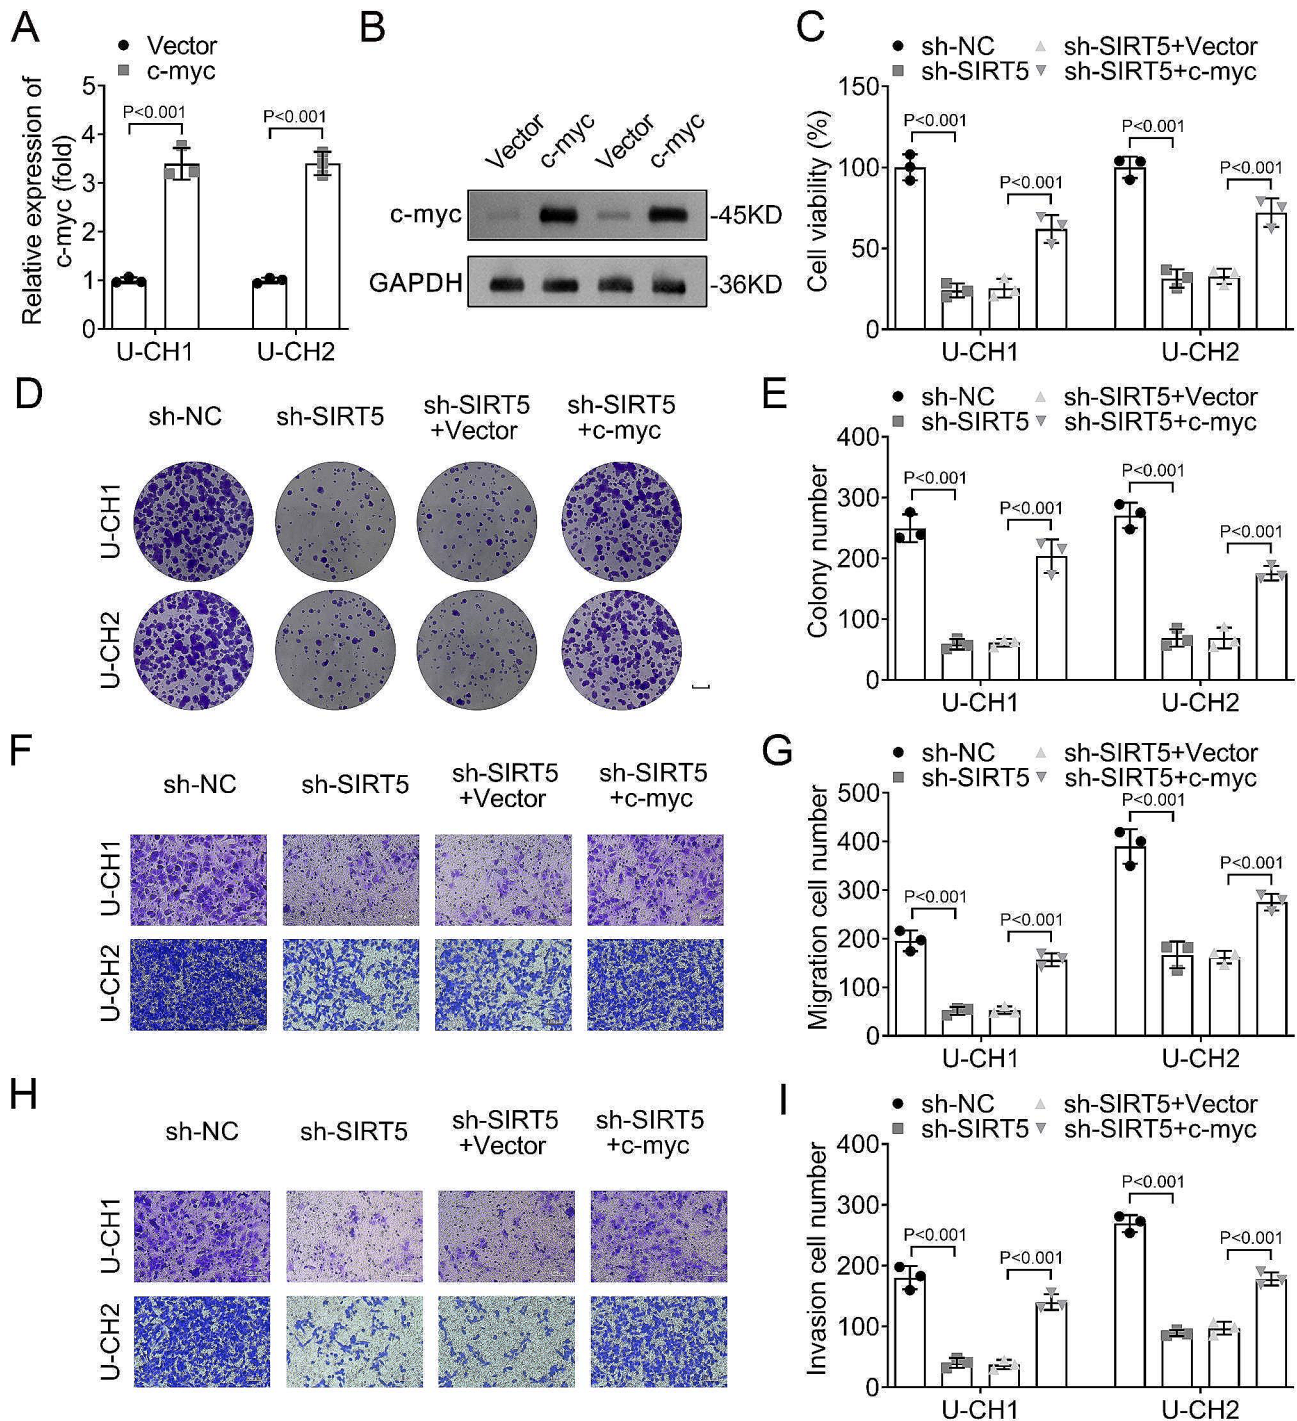 A
Vector
c-myc
Relative expression of
c-myc (fold)
5
4
3
2
1
0
P<0.001
P<0.001
U-CH1
U-CH2
B
Vector
c-myc
Vector
c-myc
c-myc
-45KD
GAPDH
-36KD
C
sh-NC
sh-SIRT5+Vector
sh-SIRT5
sh-SIRT5+c-myc
Cell viability (%)
150
100
50
0
P<0.001
P<0.001
P<0.001
P<0.001
U-CH1
U-CH2
D
sh-NC
sh-SIRT5
sh-SIRT5
+Vector
sh-SIRT5
+c-myc
U-CH1
U-CH2
E
sh-NC
sh-SIRT5+Vector
sh-SIRT5
sh-SIRT5+c-myc
Colony number
400
300
200
100
0
P<0.001
P<0.001
P<0.001
P<0.001
U-CH1
U-CH2
F
sh-NC
sh-SIRT5
sh-SIRT5
+Vector
sh-SIRT5
+c-myc
U-CH1
U-CH2
G
sh-NC
sh-SIRT5+Vector
sh-SIRT5
sh-SIRT5+c-myc
Migration cell number
500
400
300
200
100
0
P<0.001
P<0.001
P<0.001
P<0.001
U-CH1
U-CH2
H
sh-NC
sh-SIRT5
sh-SIRT5
+Vector
sh-SIRT5
+c-myc
U-CH1
U-CH2
I
sh-NC
sh-SIRT5+Vector
sh-SIRT5
sh-SIRT5+c-myc
Invasion cell number
400
300
200
100
0
P<0.001
P<0.001
P<0.001
P<0.001
U-CH1
U-CH2